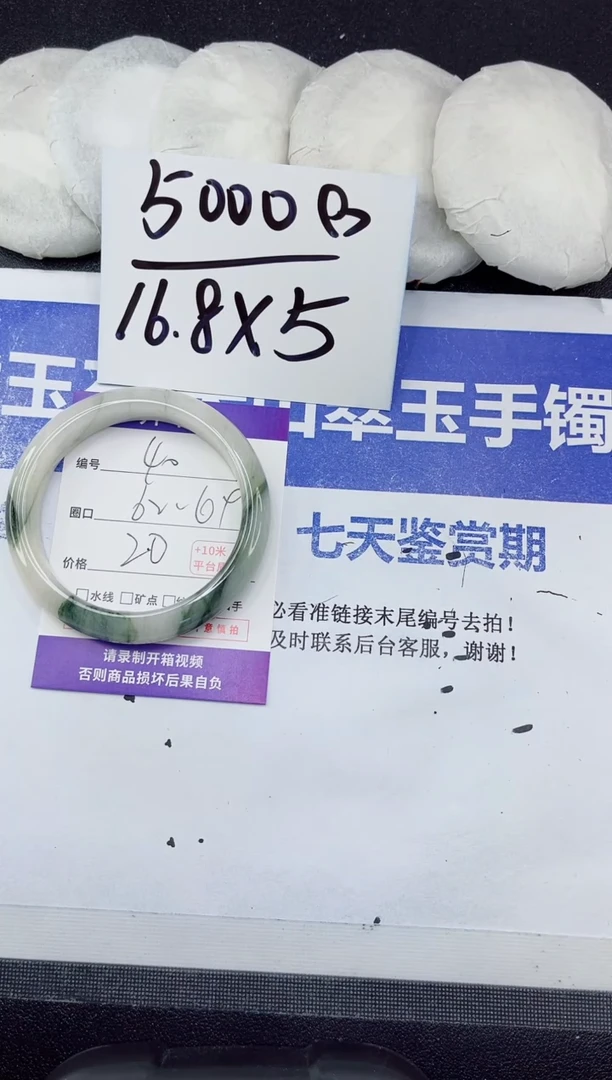 5000B
16.8X5
翠玉手镯
编号 40
圈口
价格 20
+10米
平台
水线 矿点
手
慎拍
七天鉴赏期
必看准链接末尾编号去拍！
及时联系后台客服，谢谢！
请录制开箱视频
否则商品损坏后果自负